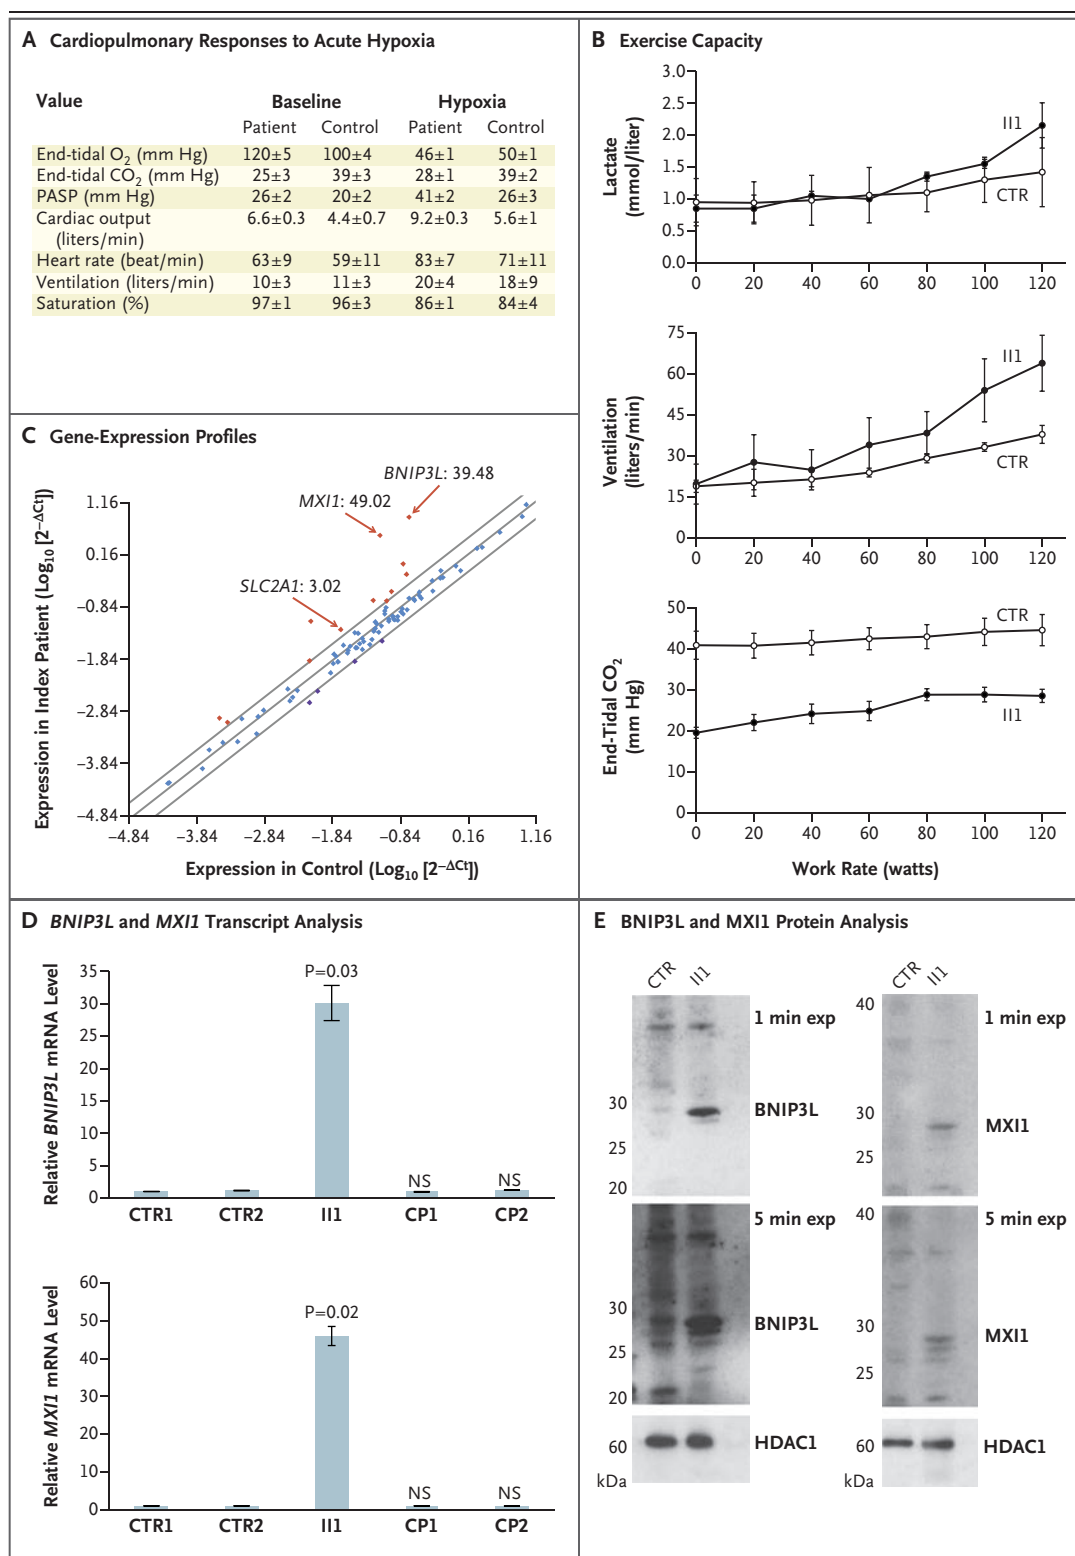 A Cardiopulmonary Responses to Acute Hypoxia
Value Baseline Hypoxia
Patient Control Patient Control
End-tidal O2 (mm Hg) 120±5 100±4 46±1 50±1
End-tidal CO2 (mm Hg) 25±3 39±3 28±1 39±2
PASP (mm Hg) 26±2 20±2 41±2 26±3
Cardiac output 6.6±0.3 4.4±0.7 9.2±0.3 5.6±1
(liters/min)
Heart rate (beat/min) 63±9 59±11 83±7 71±11
Ventilation (liters/min) 10±3 11±3 20±4 18±9
Saturation (%) 97±1 96±3 86±1 84±4
B Exercise Capacity
Lactate
(mmol/liter)
3.0
2.5
2.0
1.5
1.0
0.5
0.0
II1
CTR
0 20 40 60 80 100 120
Ventilation
(liters/min)
75
60
45
30
15
0
II1
CTR
0 20 40 60 80 100 120
End-Tidal CO2
(mm Hg)
50
40
30
20
10
0
CTR
II1
0 20 40 60 80 100 120
Work Rate (watts)
C Gene-Expression Profiles
Expression in Index Patient (Log10 [2−ΔCt])
1.16
0.16
−0.84
−1.84
−2.84
−3.84
−4.84
BNIP3L: 39.48
MXI1: 49.02
SLC2A1: 3.02
−4.84 −3.84 −2.84 −1.84 −0.84 0.16 1.16
Expression in Control (Log10 [2−ΔCt])
D BNIP3L and MXI1 Transcript Analysis
Relative BNIP3L mRNA Level
35
30
25
20
15
10
5
0
P=0.03
NS NS
CTR1 CTR2 II1 CP1 CP2
Relative MXI1 mRNA Level
60
50
40
30
20
10
0
P=0.02
NS NS
CTR1 CTR2 II1 CP1 CP2
E BNIP3L and MXI1 Protein Analysis
CTR II1
1 min exp
30
BNIP3L
25
20
5 min exp
30
BNIP3L
25
20
60
HDAC1
kDa
CTR II1
40
1 min exp
30
MXI1
25
40
5 min exp
30
MXI1
25
60
HDAC1
kDa